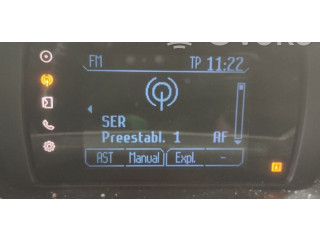 FM TP 11:22
SER
Preestabl. 1 AF
AST Manual Expl. -